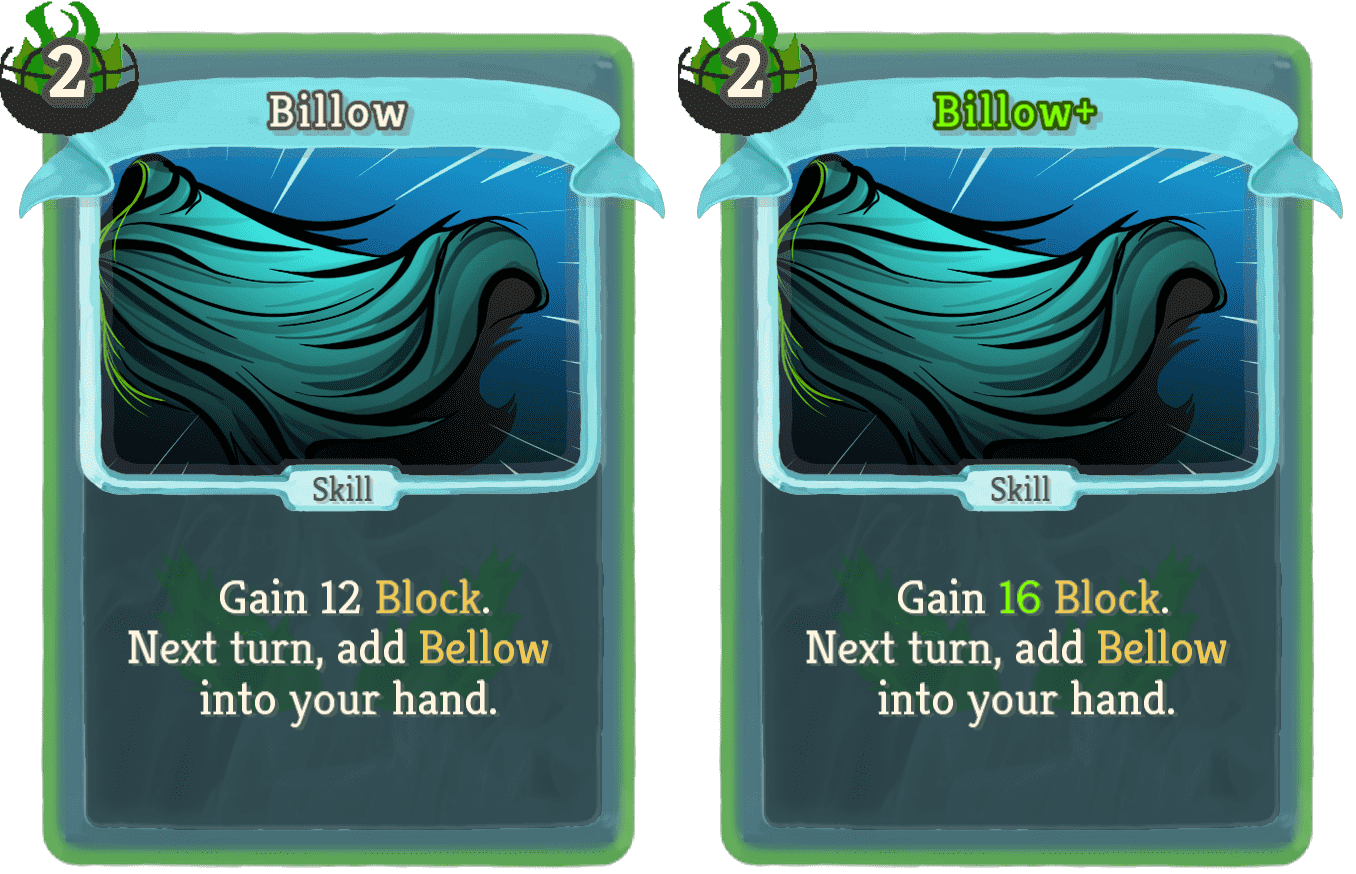 2
Billow
Skill
Gain 12 Block.
Next turn, add Bellow
into your hand.
2
Billow+
Skill
Gain 16 Block.
Next turn, add Bellow
into your hand.